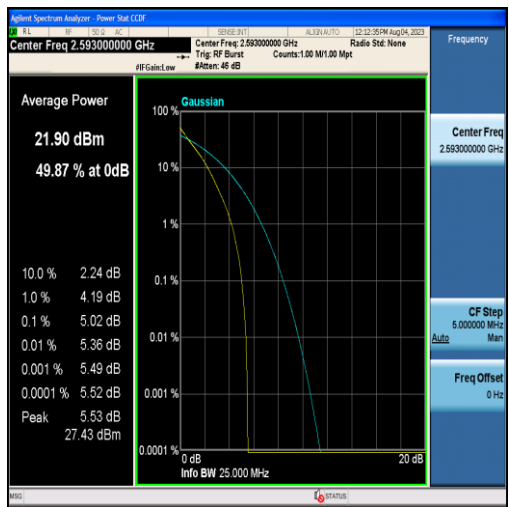 Agilent Spectrum Analyzer - Power Stat CCDF
RL RF 50 Ω AC SENSE:INT ALIGN AUTO 12:12:35 PM Aug 04, 2023
Center Freq 2.593000000 GHz
Center Freq: 2.593000000 GHz Radio Std: None
Trig: RF Burst Counts:1.00 M/1.00 Mpt
#IFGain:Low #Atten: 46 dB
Frequency
Average Power
21.90 dBm
49.87 % at 0dB
10.0 % 2.24 dB
1.0 % 4.19 dB
0.1 % 5.02 dB
0.01 % 5.36 dB
0.001 % 5.49 dB
0.0001 % 5.52 dB
Peak 5.53 dB
27.43 dBm
Gaussian
100 %
10 %
1 %
0.1 %
0.01 %
0.001 %
0.0001 %
0 dB 20 dB
Info BW 25.000 MHz
Center Freq
2.593000000 GHz
CF Step
5.000000 MHz
Auto Man
Freq Offset
0 Hz
MSG STATUS